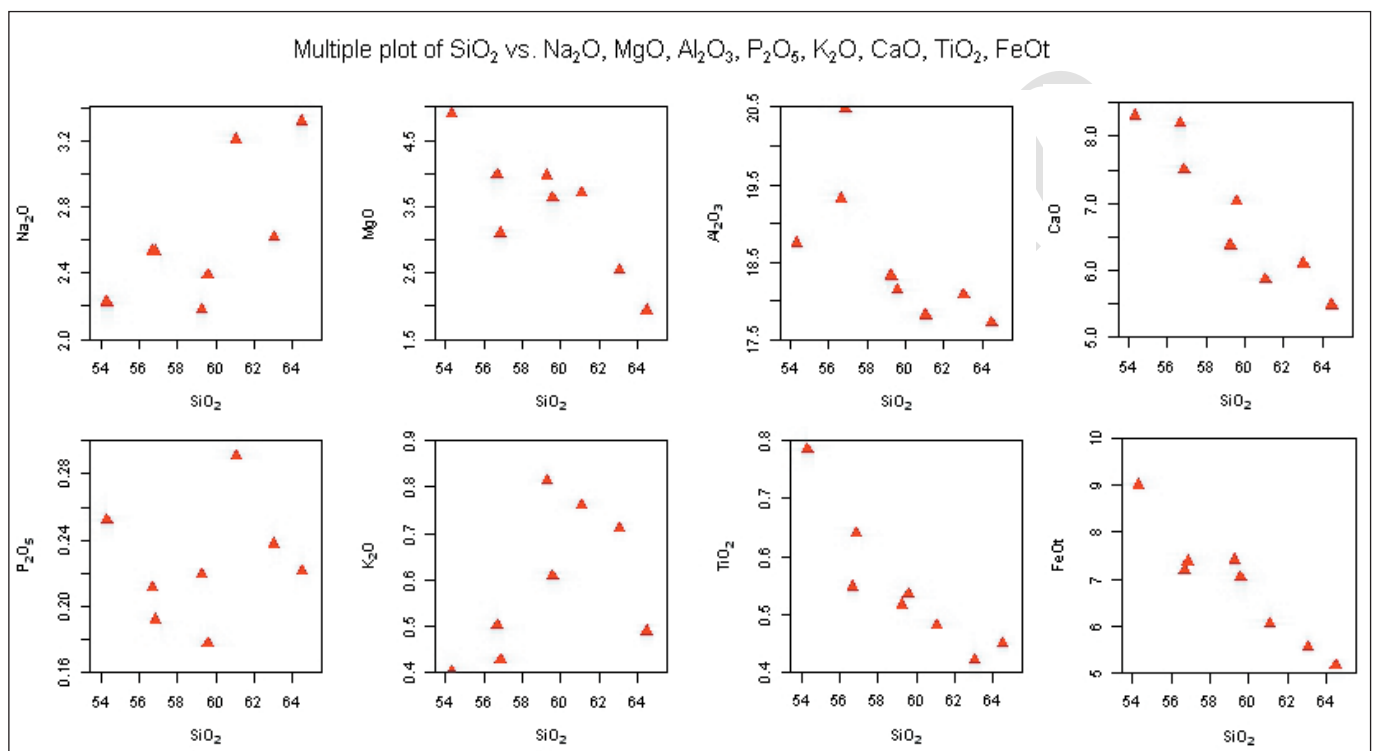 Multiple plot of SiO₂ vs. Na₂O, MgO, Al₂O₃, P₂O₅, K₂O, CaO, TiO₂, FeOt
Na₂O
3.2
2.8
2.4
2.0
54 56 58 60 62 64
SiO₂
MgO
4.5
3.5
2.5
1.5
54 56 58 60 62 64
SiO₂
Al₂O₃
20.5
19.5
18.5
17.5
54 56 58 60 62 64
SiO₂
CaO
8.0
7.0
6.0
5.0
54 56 58 60 62 64
SiO₂
P₂O₅
0.28
0.24
0.20
0.16
54 56 58 60 62 64
SiO₂
K₂O
0.9
0.8
0.7
0.6
0.5
0.4
54 56 58 60 62 64
SiO₂
TiO₂
0.8
0.7
0.6
0.5
0.4
54 56 58 60 62 64
SiO₂
FeOt
10
9
8
7
6
5
54 56 58 60 62 64
SiO₂